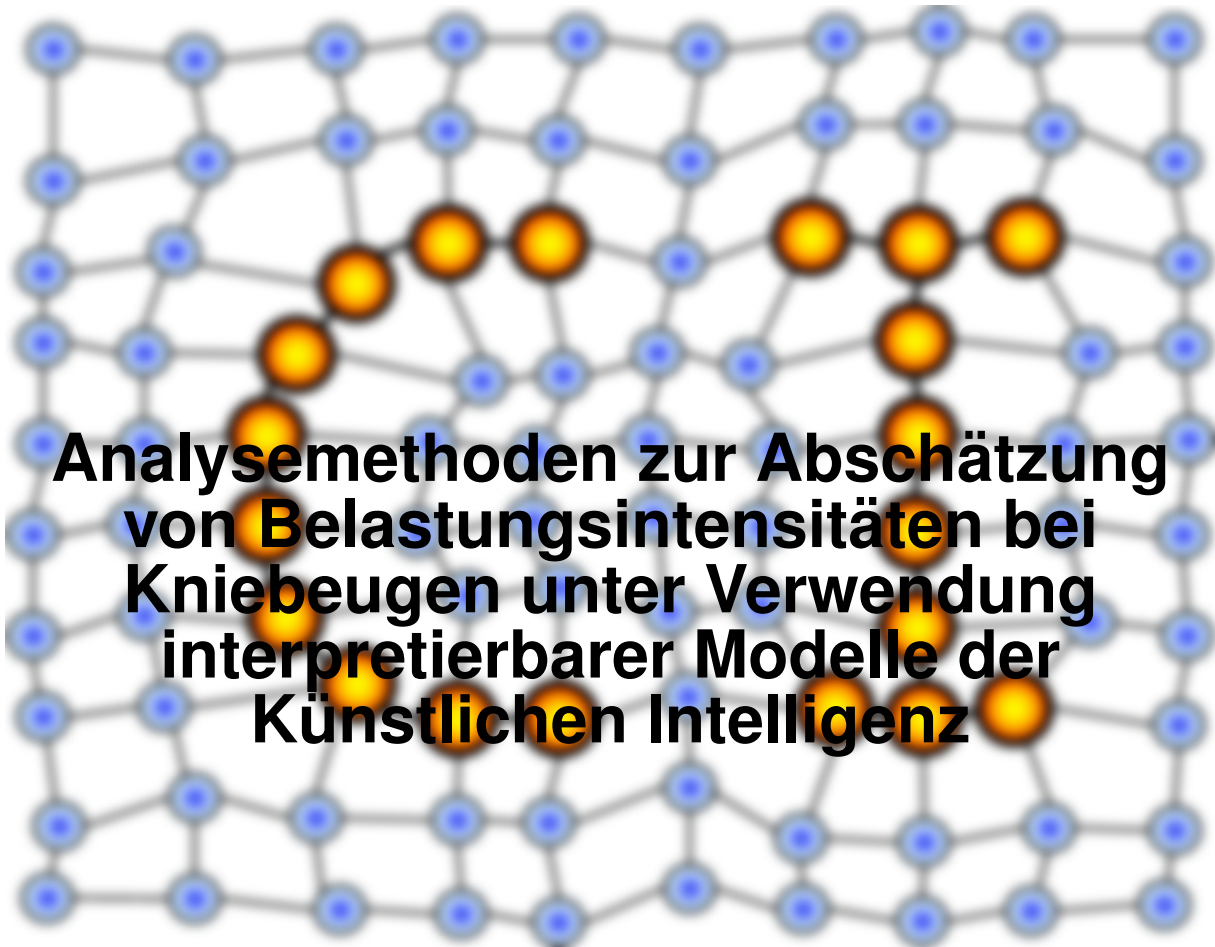 Analysemethoden zur Abschätzung
von Belastungsintensitäten bei
Kniebeugen unter Verwendung
interpretierbarer Modelle der
Künstlichen Intelligenz